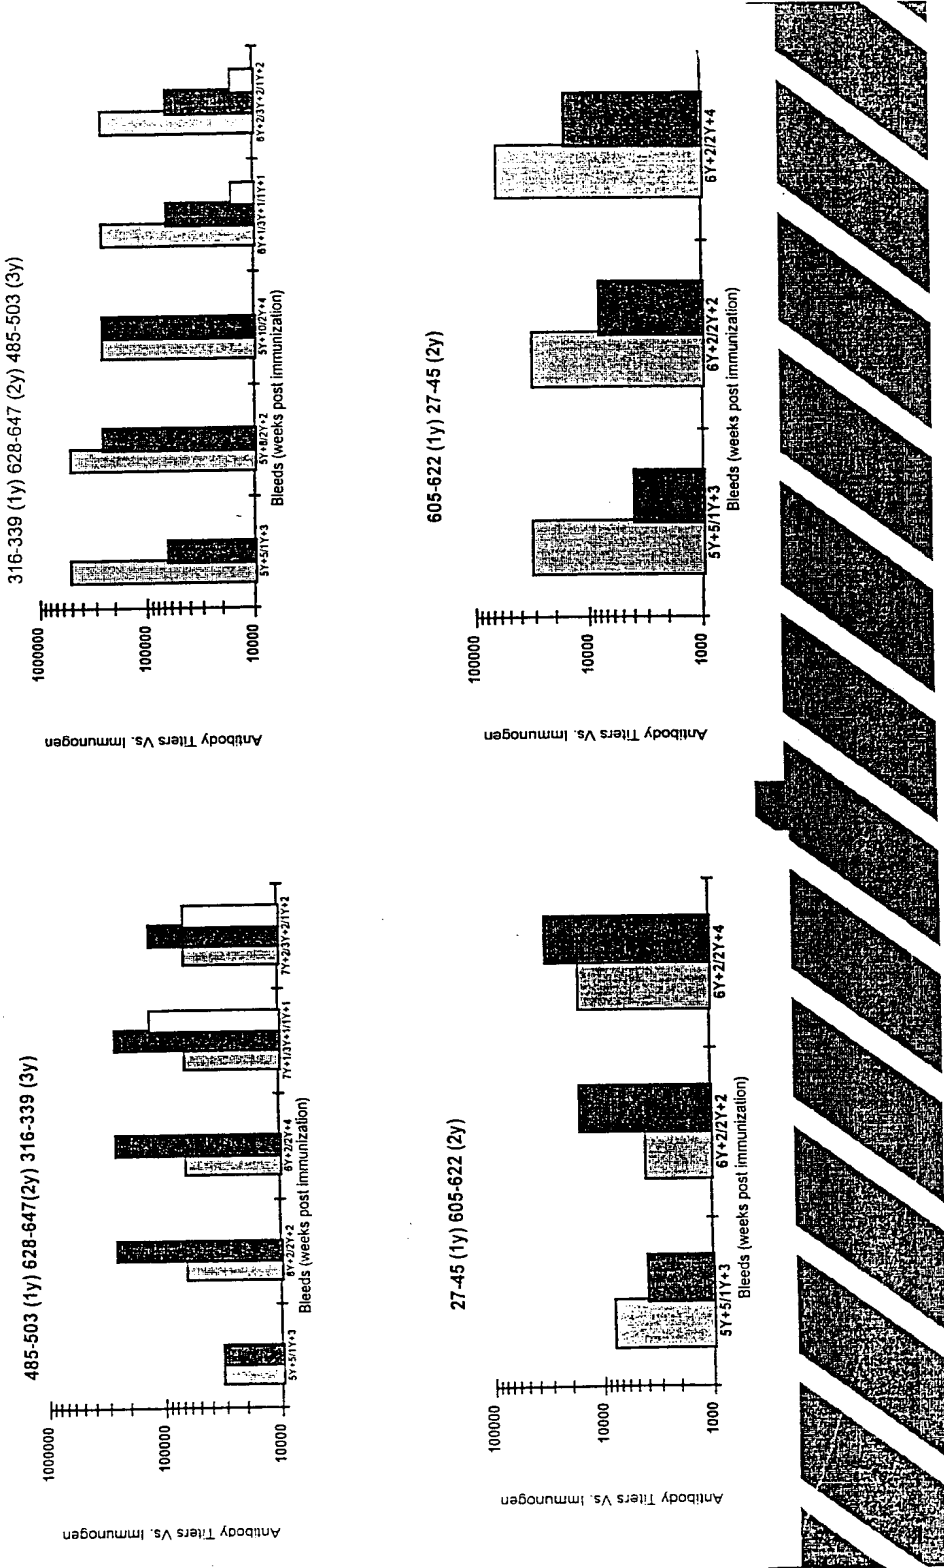 485-503 (1y) 628-647(2y) 316-339 (3y)
1000000
100000
10000
Antibody Titers Vs. Immunogen
5Y+5/1Y+3
6Y+2/2Y+2
6Y+2/2Y+4
7Y+1/3Y+1/1Y+1
7Y+2/3Y+2/1Y+2
Bleeds (weeks post immunization)
316-339 (1y) 628-647 (2y) 485-503 (3y)
1000000
100000
10000
Antibody Titers Vs. Immunogen
5Y+5/1Y+3
5Y+8/2Y+2
5Y+10/2Y+4
6Y+1/3Y+1/1Y+1
6Y+2/3Y+2/1Y+2
Bleeds (weeks post immunization)
27-45 (1y) 605-622 (2y)
100000
10000
1000
Antibody Titers Vs. Immunogen
5Y+5/1Y+3
6Y+2/2Y+2
6Y+2/2Y+4
Bleeds (weeks post immunization)
605-622 (1y) 27-45 (2y)
100000
10000
1000
Antibody Titers Vs. Immunogen
5Y+5/1Y+3
6Y+2/2Y+2
6Y+2/2Y+4
Bleeds (weeks post immunization)